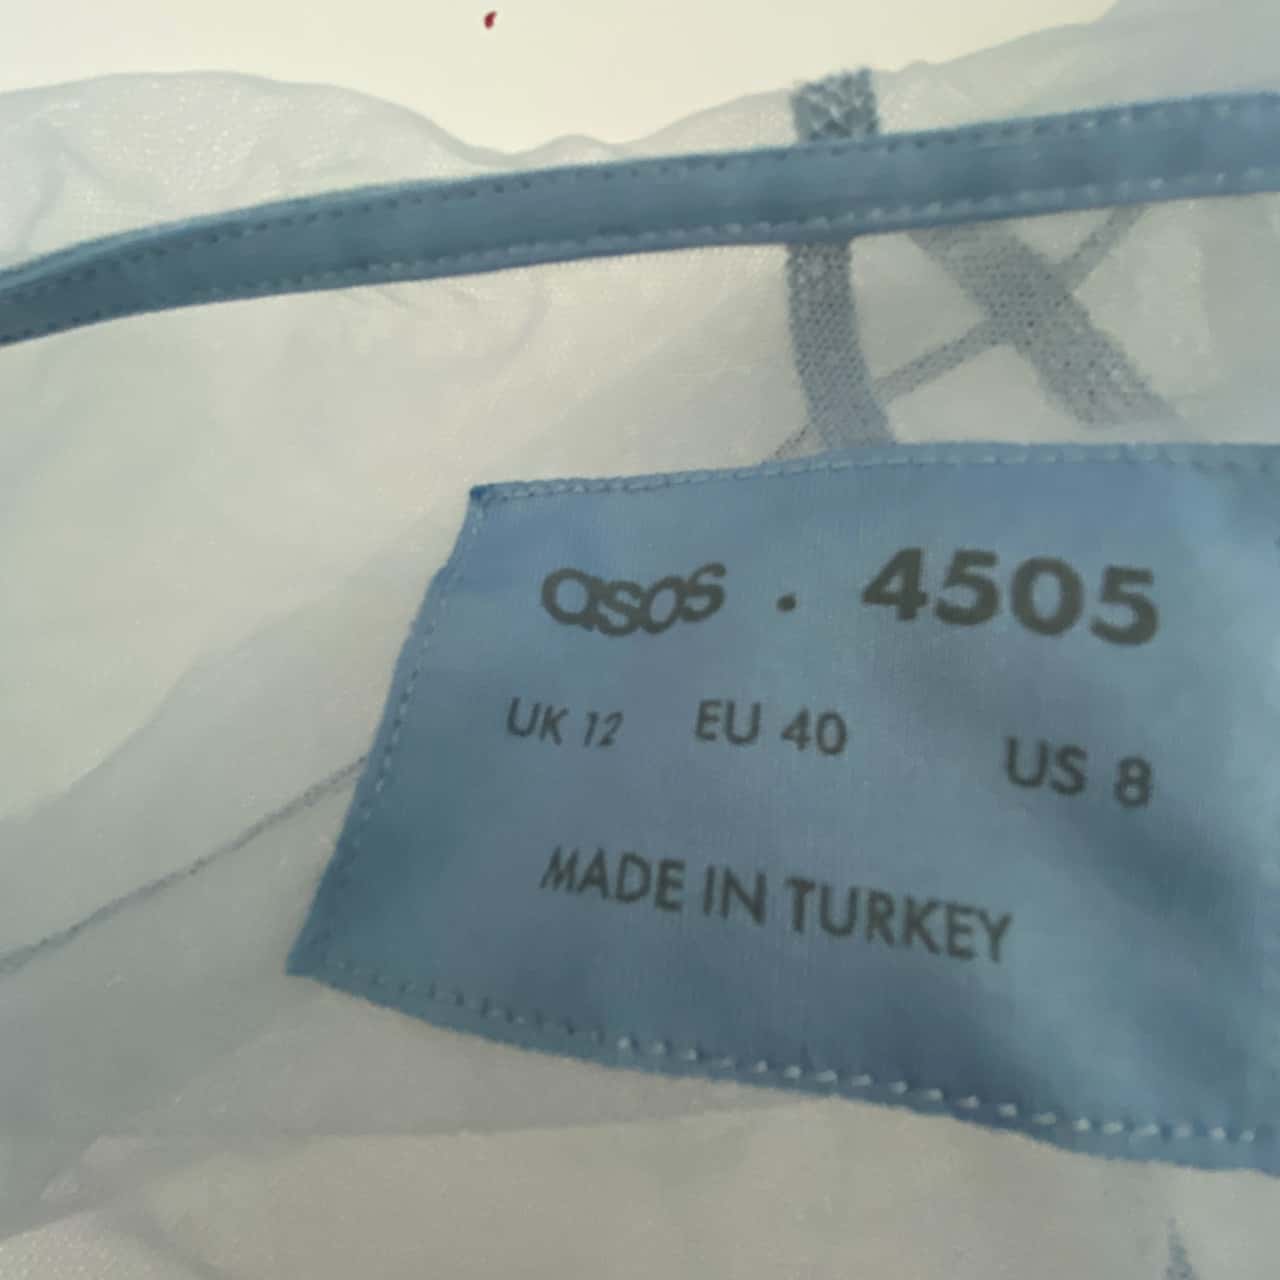 asos . 4505
UK 12 EU 40 US 8
MADE IN TURKEY